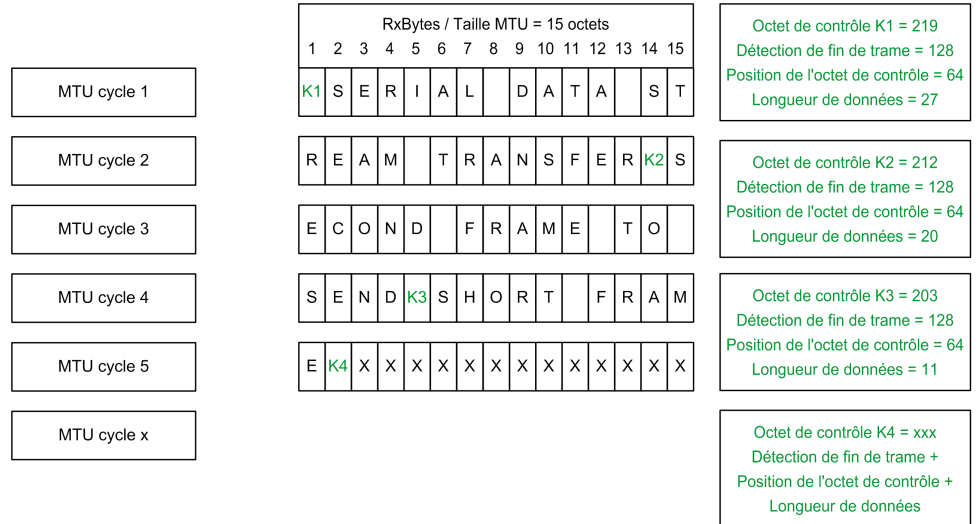 RxBytes / Taille MTU = 15 octets
1 2 3 4 5 6 7 8 9 10 11 12 13 14 15
MTU cycle 1
K1 S E R I A L D A T A S T
MTU cycle 2
R E A M T R A N S F E R K2 S
MTU cycle 3
E C O N D F R A M E T O
MTU cycle 4
S E N D K3 S H O R T F R A M
MTU cycle 5
E K4 X X X X X X X X X X X X X
MTU cycle x
Octet de contrôle K1 = 219
Détection de fin de trame = 128
Position de l'octet de contrôle = 64
Longueur de données = 27
Octet de contrôle K2 = 212
Détection de fin de trame = 128
Position de l'octet de contrôle = 64
Longueur de données = 20
Octet de contrôle K3 = 203
Détection de fin de trame = 128
Position de l'octet de contrôle = 64
Longueur de données = 11
Octet de contrôle K4 = xxx
Détection de fin de trame +
Position de l'octet de contrôle +
Longueur de données